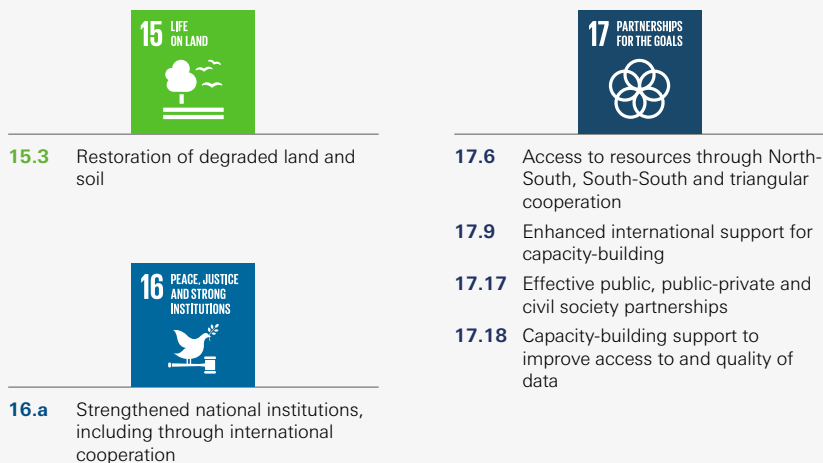 15 LIFE
ON LAND
15.3 Restoration of degraded land and
soil
16 PEACE, JUSTICE
AND STRONG
INSTITUTIONS
16.a Strengthened national institutions,
including through international
cooperation
17 PARTNERSHIPS
FOR THE GOALS
17.6 Access to resources through North-
South, South-South and triangular
cooperation
17.9 Enhanced international support for
capacity-building
17.17 Effective public, public-private and
civil society partnerships
17.18 Capacity-building support to
improve access to and quality of
data